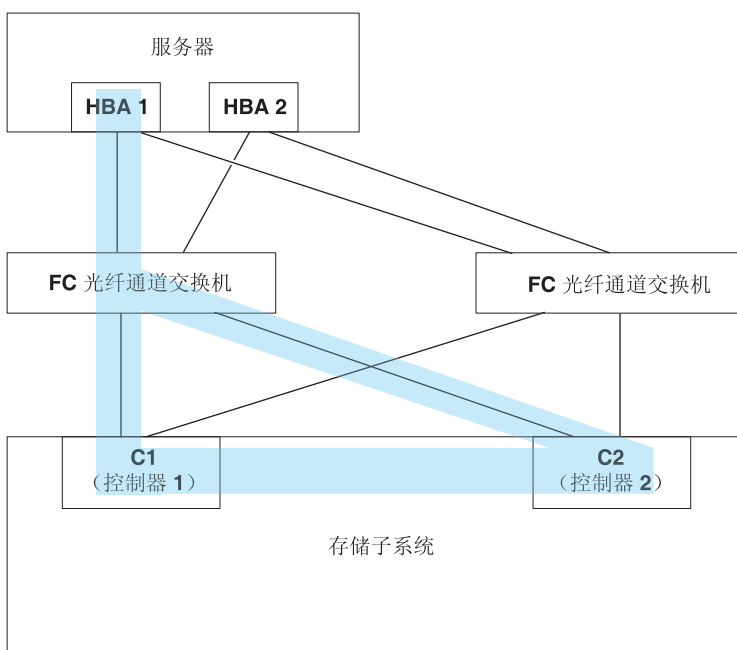 服务器
HBA 1
HBA 2
FC 光纤通道交换机
FC 光纤通道交换机
C1
（控制器 1）
C2
（控制器 2）
存储子系统